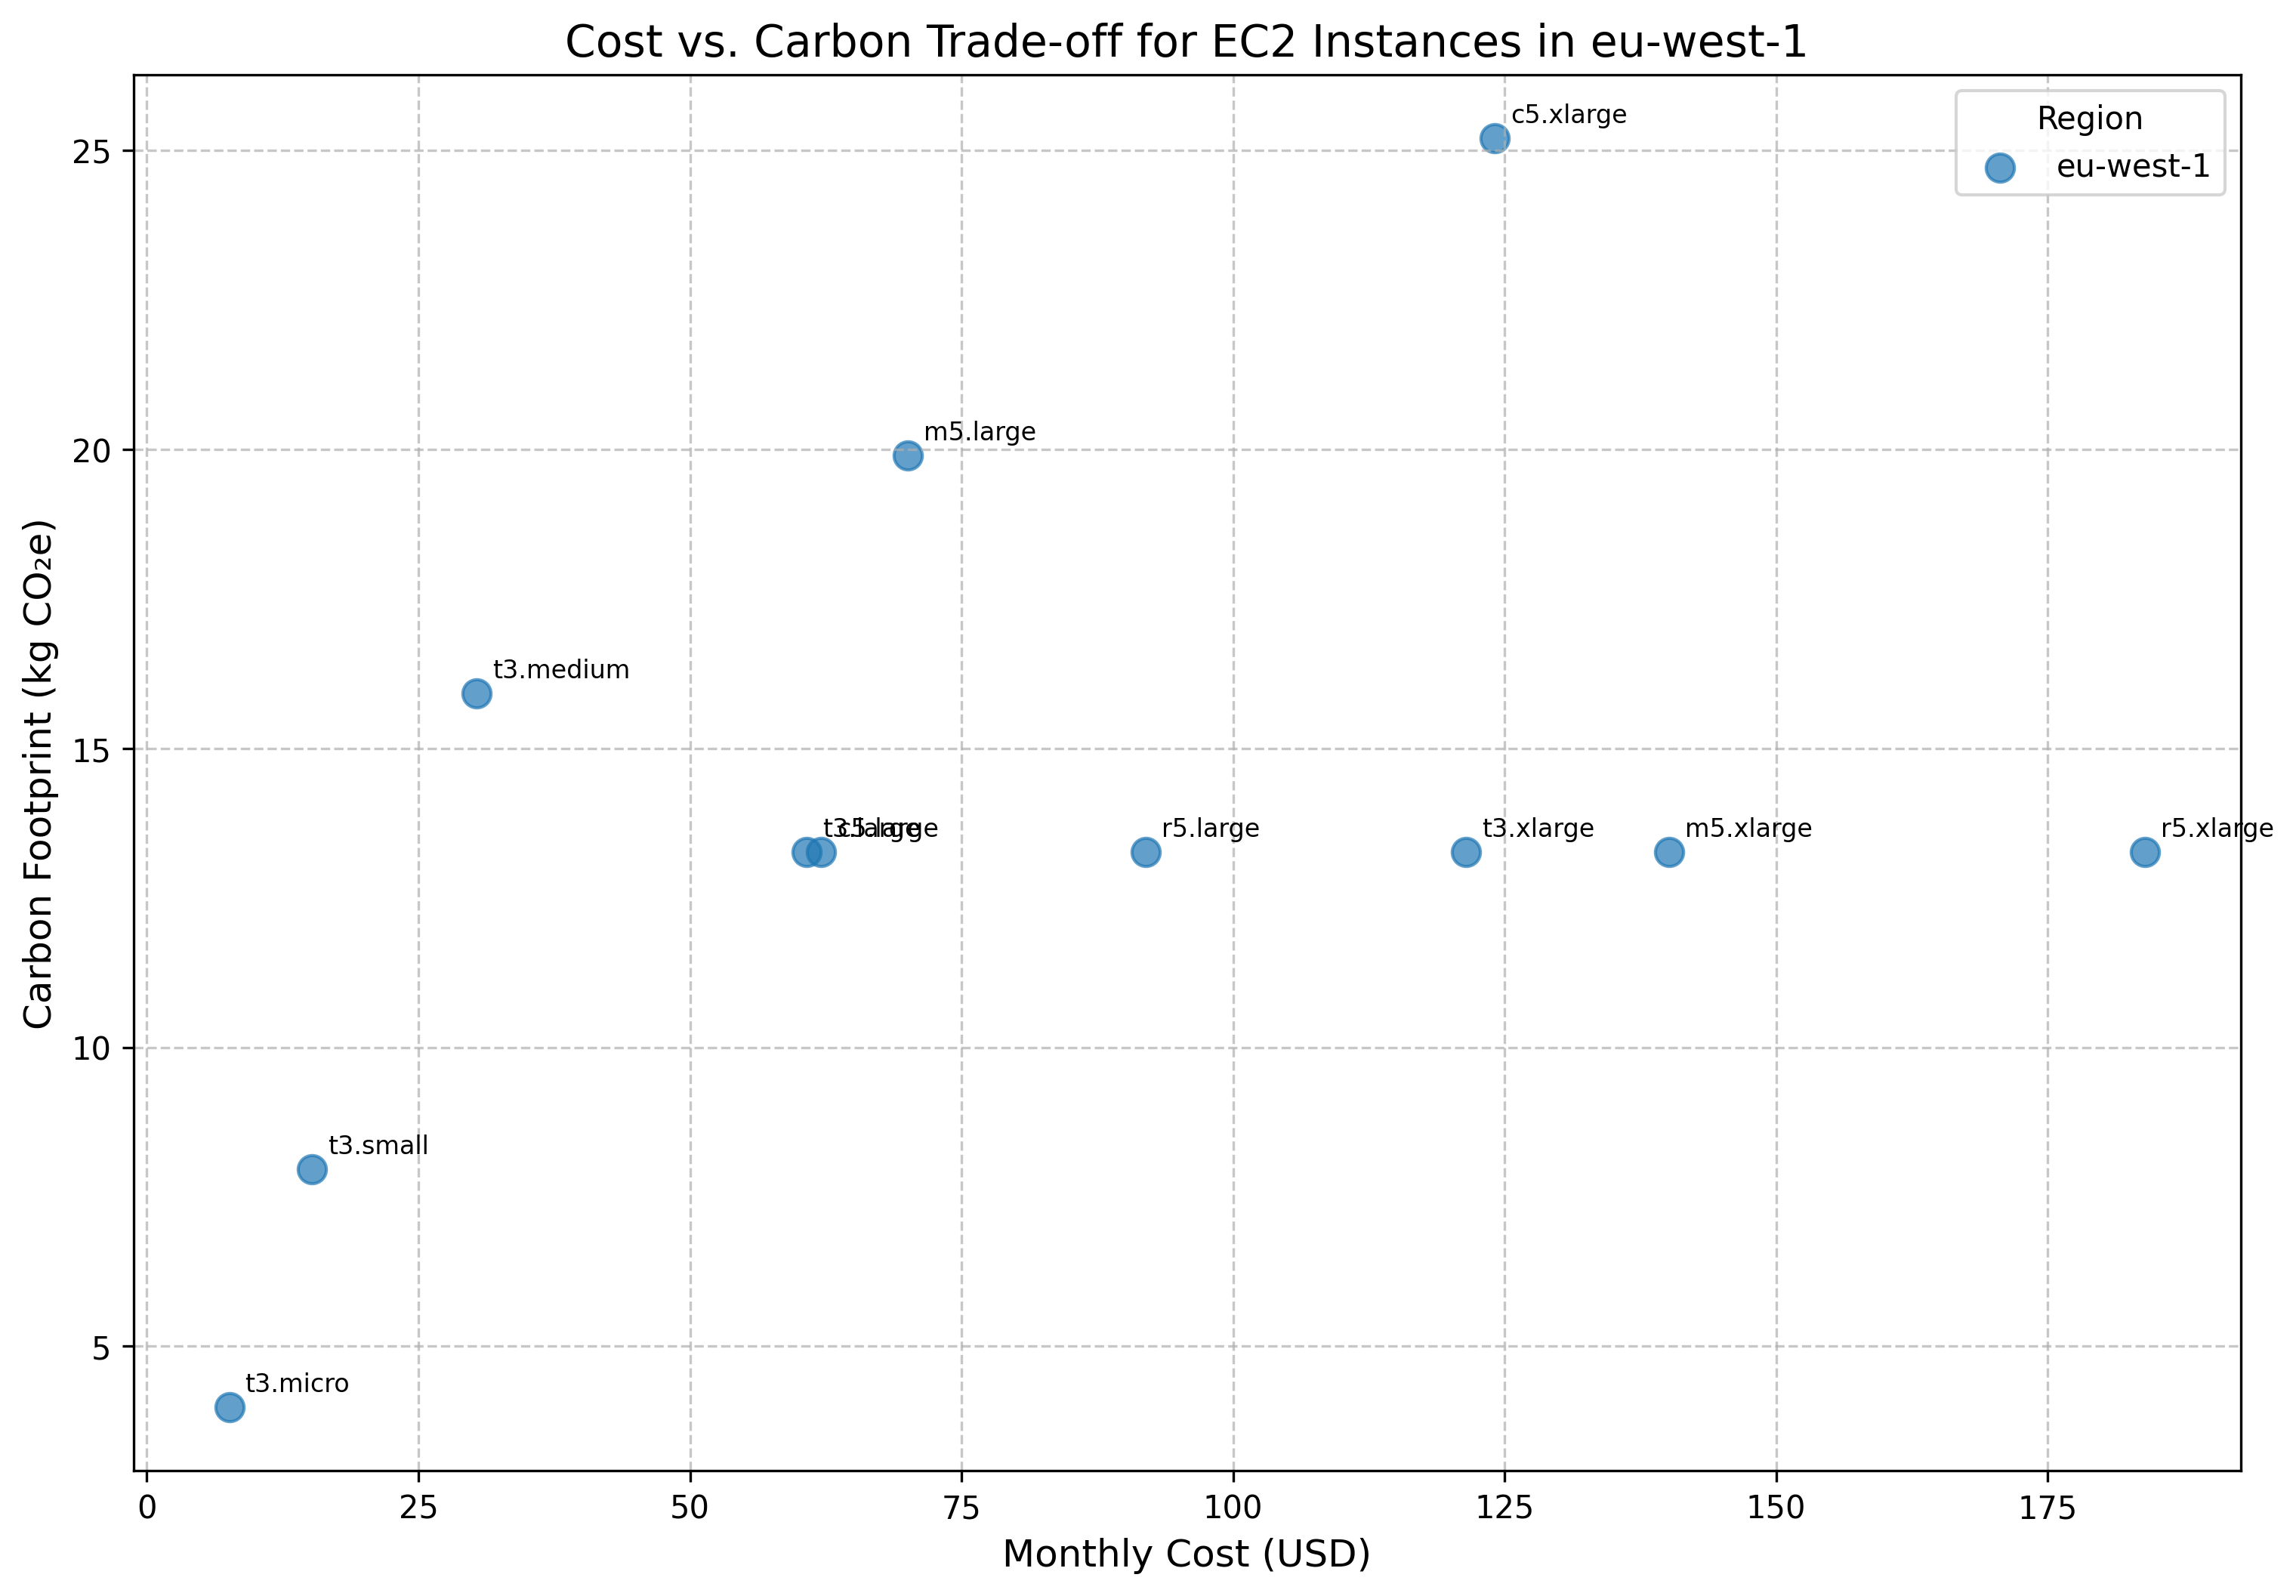 Cost vs. Carbon Trade-off for EC2 Instances in eu-west-1
Region
eu-west-1
Carbon Footprint (kg CO₂e)
25
20
15
10
5
c5.xlarge
m5.large
t3.medium
t3.large
c5.large
r5.large
t3.xlarge
m5.xlarge
r5.xlarge
t3.small
t3.micro
0 25 50 75 100 125 150 175
Monthly Cost (USD)